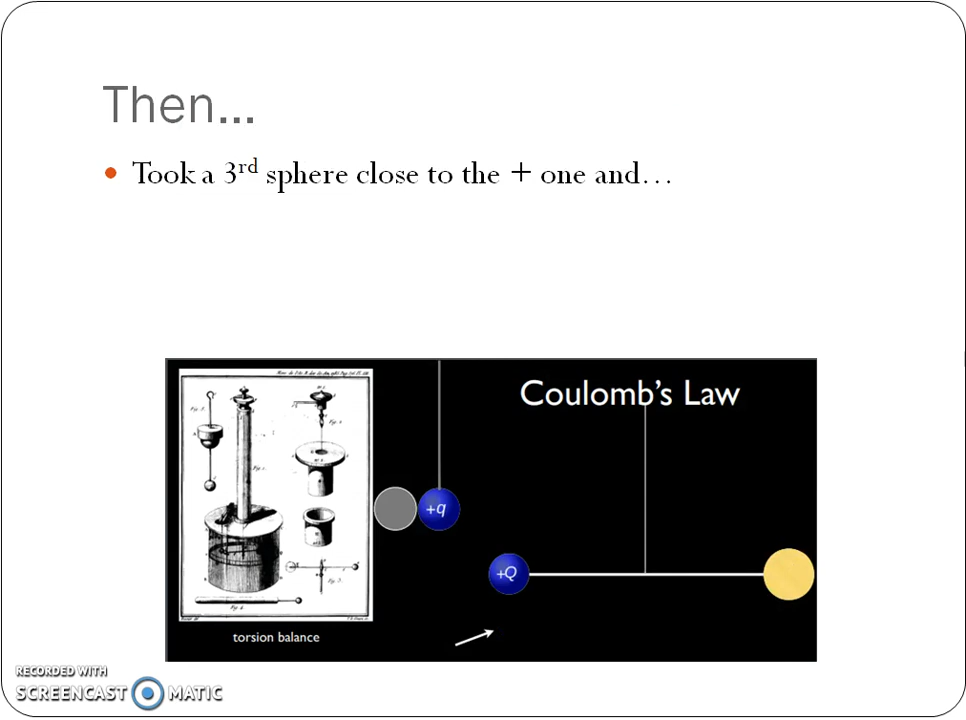 Then...
• Took a 3rd sphere close to the + one and…
Coulomb's Law
+q
+Q
torsion balance
RECORDED WITH
SCREENCAST MATIC